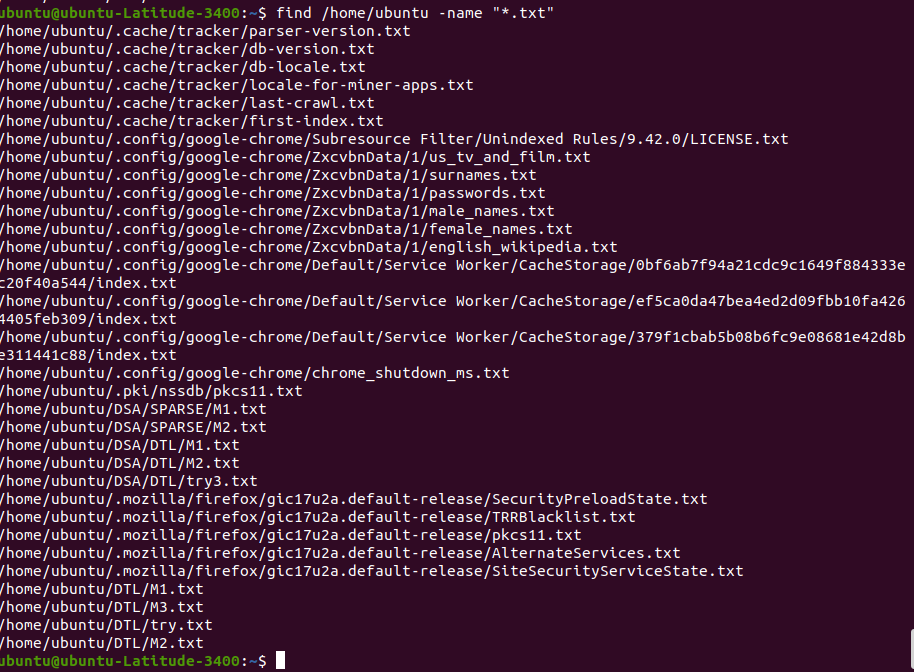 ubuntu@ubuntu-Latitude-3400:~$ find /home/ubuntu -name "*.txt"
/home/ubuntu/.cache/tracker/parser-version.txt
/home/ubuntu/.cache/tracker/db-version.txt
/home/ubuntu/.cache/tracker/db-locale.txt
/home/ubuntu/.cache/tracker/locale-for-miner-apps.txt
/home/ubuntu/.cache/tracker/last-crawl.txt
/home/ubuntu/.cache/tracker/first-index.txt
/home/ubuntu/.config/google-chrome/Subresource Filter/Unindexed Rules/9.42.0/LICENSE.txt
/home/ubuntu/.config/google-chrome/ZxcvbnData/1/us_tv_and_film.txt
/home/ubuntu/.config/google-chrome/ZxcvbnData/1/surnames.txt
/home/ubuntu/.config/google-chrome/ZxcvbnData/1/passwords.txt
/home/ubuntu/.config/google-chrome/ZxcvbnData/1/male_names.txt
/home/ubuntu/.config/google-chrome/ZxcvbnData/1/female_names.txt
/home/ubuntu/.config/google-chrome/ZxcvbnData/1/english_wikipedia.txt
/home/ubuntu/.config/google-chrome/Default/Service Worker/CacheStorage/0bf6ab7f94a21cdc9c1649f884333e
c20f40a544/index.txt
/home/ubuntu/.config/google-chrome/Default/Service Worker/CacheStorage/ef5ca0da47bea4ed2d09fbb10fa426
4405feb309/index.txt
/home/ubuntu/.config/google-chrome/Default/Service Worker/CacheStorage/379f1cbab5b08b6fc9e08681e42d8b
e311441c88/index.txt
/home/ubuntu/.config/google-chrome/chrome_shutdown_ms.txt
/home/ubuntu/.pki/nssdb/pkcs11.txt
/home/ubuntu/DSA/SPARSE/M1.txt
/home/ubuntu/DSA/SPARSE/M2.txt
/home/ubuntu/DSA/DTL/M1.txt
/home/ubuntu/DSA/DTL/M2.txt
/home/ubuntu/DSA/DTL/try3.txt
/home/ubuntu/.mozilla/firefox/gic17u2a.default-release/SecurityPreloadState.txt
/home/ubuntu/.mozilla/firefox/gic17u2a.default-release/TRRBlacklist.txt
/home/ubuntu/.mozilla/firefox/gic17u2a.default-release/pkcs11.txt
/home/ubuntu/.mozilla/firefox/gic17u2a.default-release/AlternateServices.txt
/home/ubuntu/.mozilla/firefox/gic17u2a.default-release/SiteSecurityServiceState.txt
/home/ubuntu/DTL/M1.txt
/home/ubuntu/DTL/M3.txt
/home/ubuntu/DTL/try.txt
/home/ubuntu/DTL/M2.txt
ubuntu@ubuntu-Latitude-3400:~$